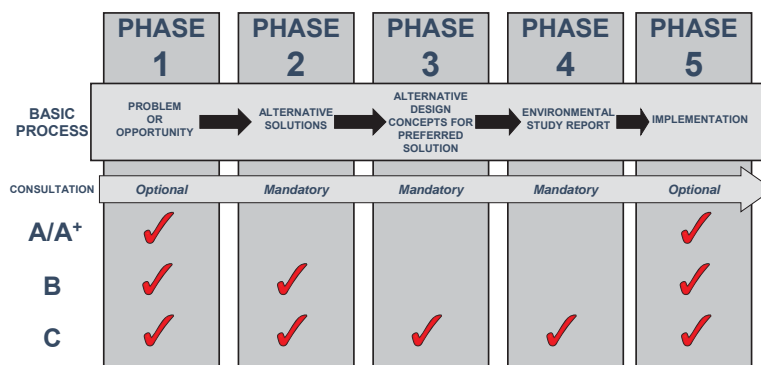 PHASE 1
PHASE 2
PHASE 3
PHASE 4
PHASE 5
BASIC
PROCESS
PROBLEM
OR
OPPORTUNITY
ALTERNATIVE
SOLUTIONS
ALTERNATIVE
DESIGN
CONCEPTS FOR
PREFERRED
SOLUTION
ENVIRONMENTAL
STUDY REPORT
IMPLEMENTATION
CONSULTATION
Optional
Mandatory
Mandatory
Mandatory
Optional
A/A+
B
C